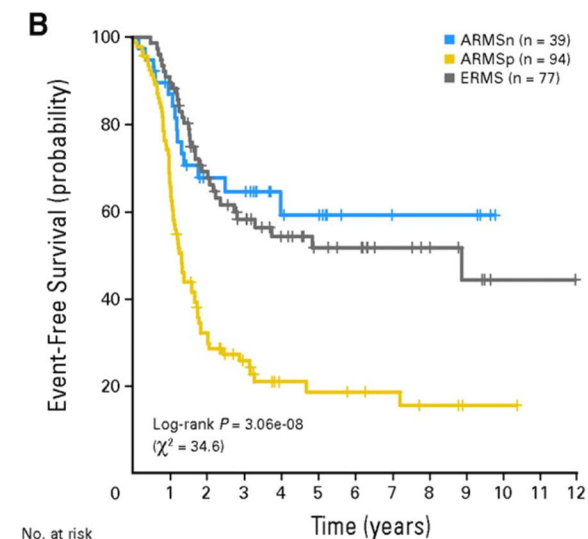 B
ARMSn (n = 39)
ARMSp (n = 94)
ERMS (n = 77)
Event-Free Survival (probability)
100
80
60
40
20
Log-rank P = 3.06e-08
(χ² = 34.6)
0 1 2 3 4 5 6 7 8 9 10 11 12
Time (years)
No. at risk